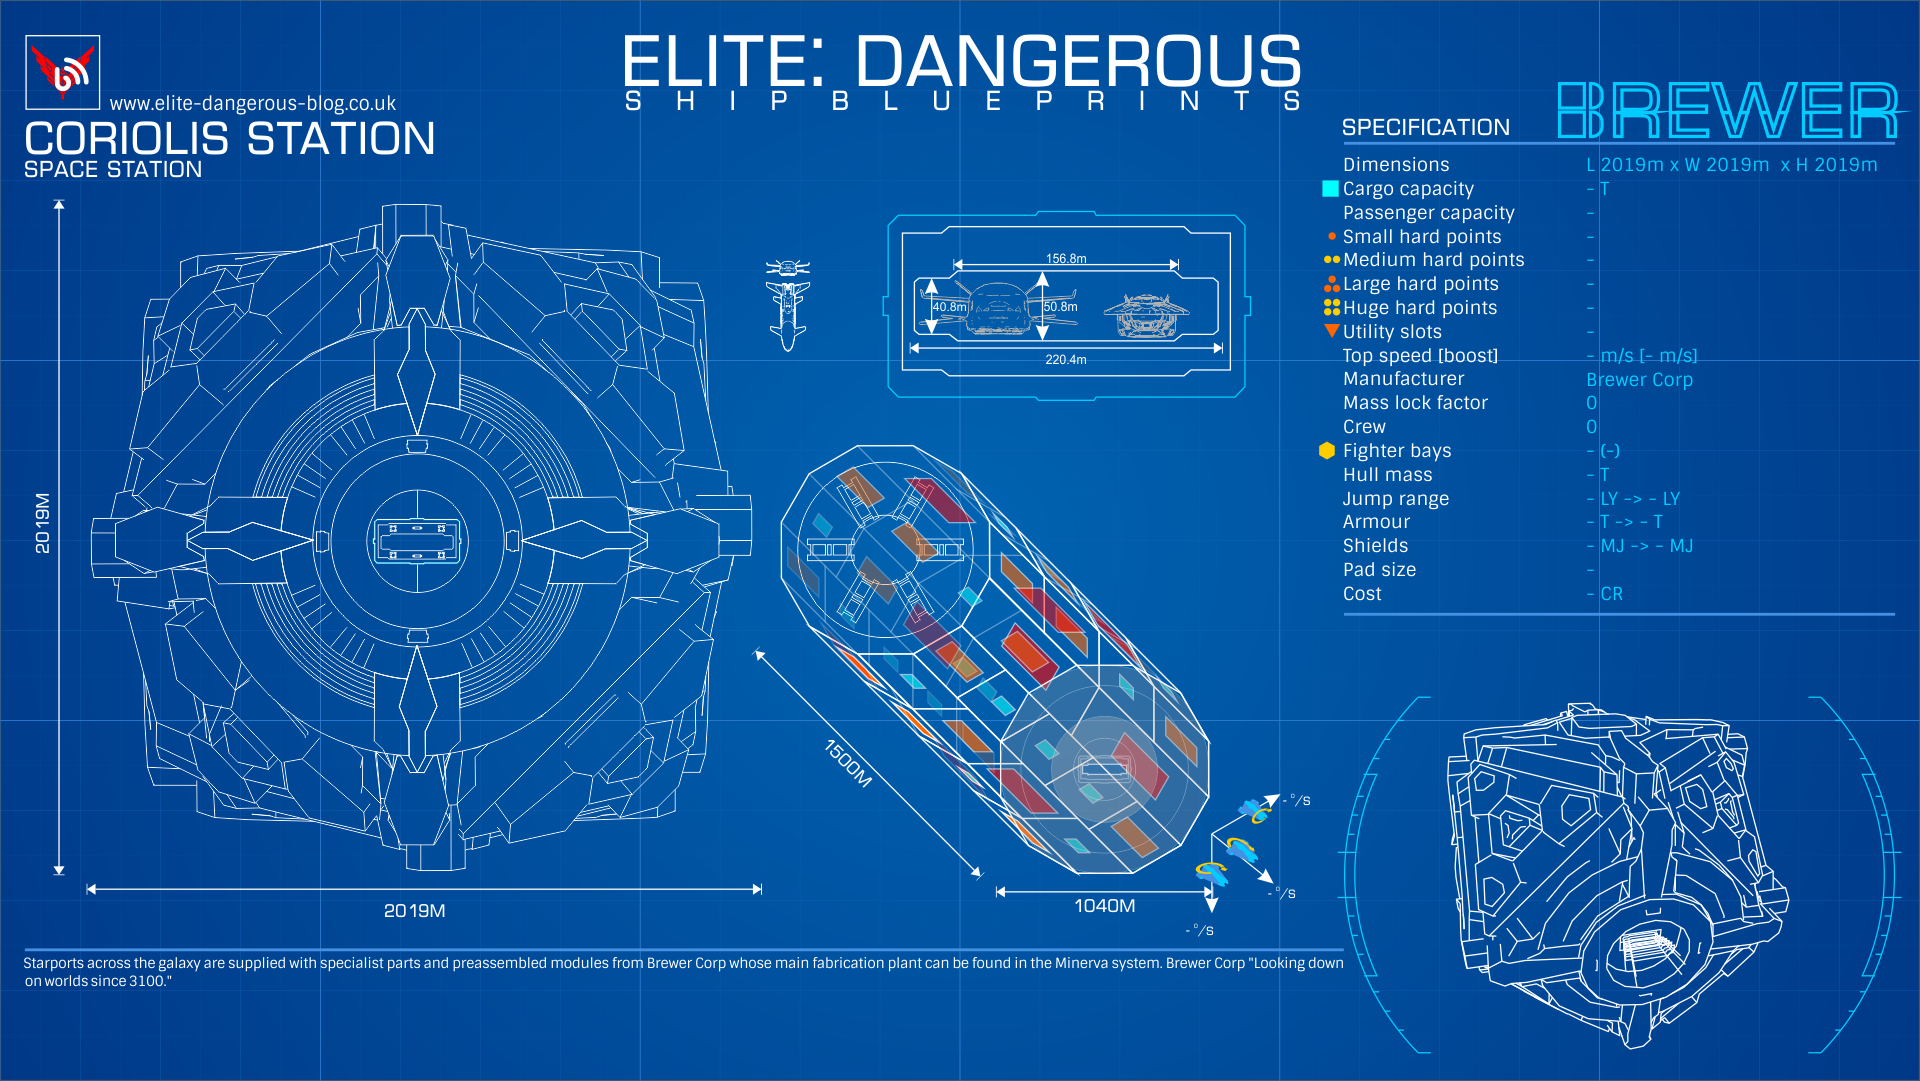 ELITE: DANGEROUS
SHIP BLUEPRINTS
www.elite-dangerous-blog.co.uk
CORIOLIS STATION
SPACE STATION
BREWER
SPECIFICATION
Dimensions L 2019m x W 2019m x H 2019m
Cargo capacity - T
Passenger capacity -
Small hard points -
Medium hard points -
Large hard points -
Huge hard points -
Utility slots -
Top speed [boost] - m/s [- m/s]
Manufacturer Brewer Corp
Mass lock factor 0
Crew 0
Fighter bays - (-)
Hull mass - T
Jump range - LY -> - LY
Armour - T -> - T
Shields - MJ -> - MJ
Pad size -
Cost - CR
156.8m
40.8m
50.8m
220.4m
2019M
2019M
1500M
1040M
- °/S
- °/S
- °/S
Starports across the galaxy are supplied with specialist parts and preassembled modules from Brewer Corp whose main fabrication plant can be found in the Minerva system. Brewer Corp "Looking down
on worlds since 3100."